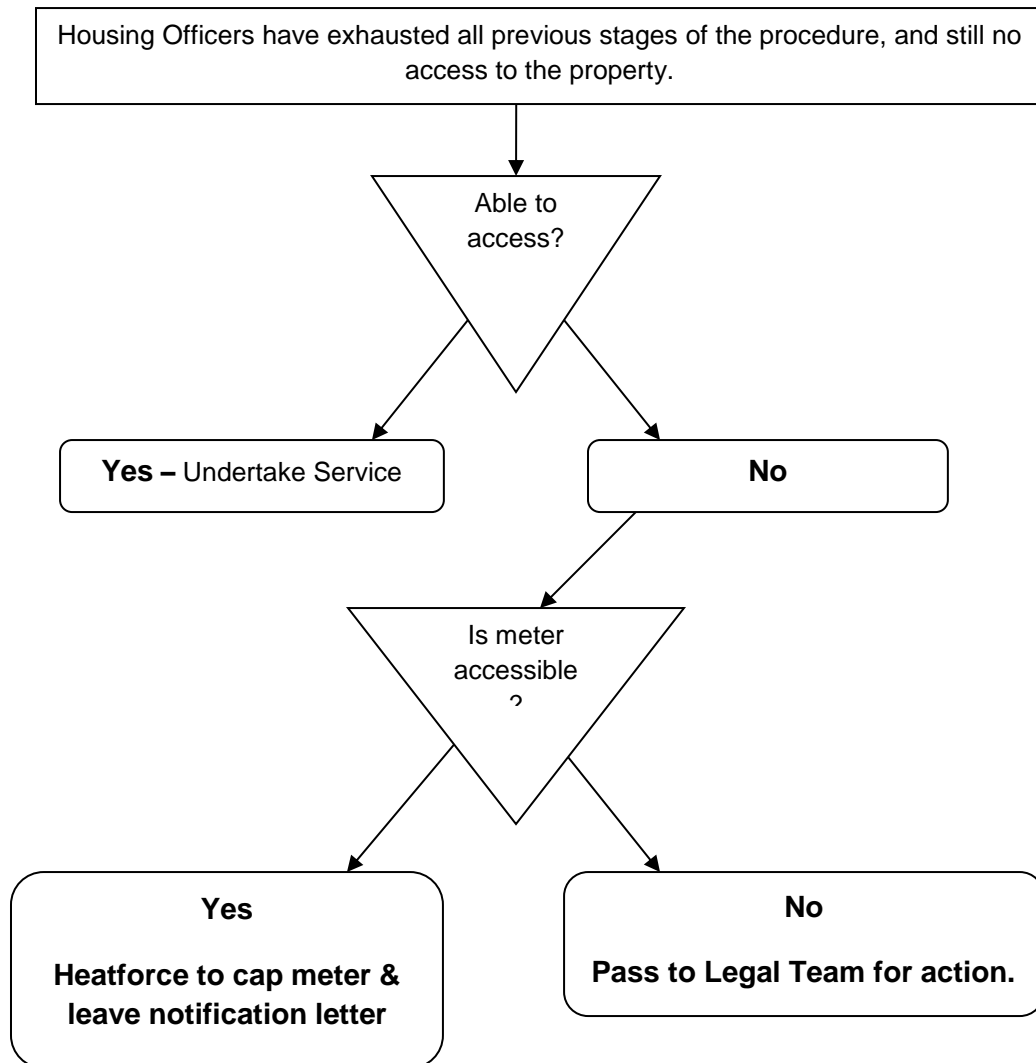 Housing Officers have exhausted all previous stages of the procedure, and still no
access to the property.
Able to
access?
Yes – Undertake Service
No
Is meter
accessible
?
Yes
Heatforce to cap meter &
leave notification letter
No
Pass to Legal Team for action.